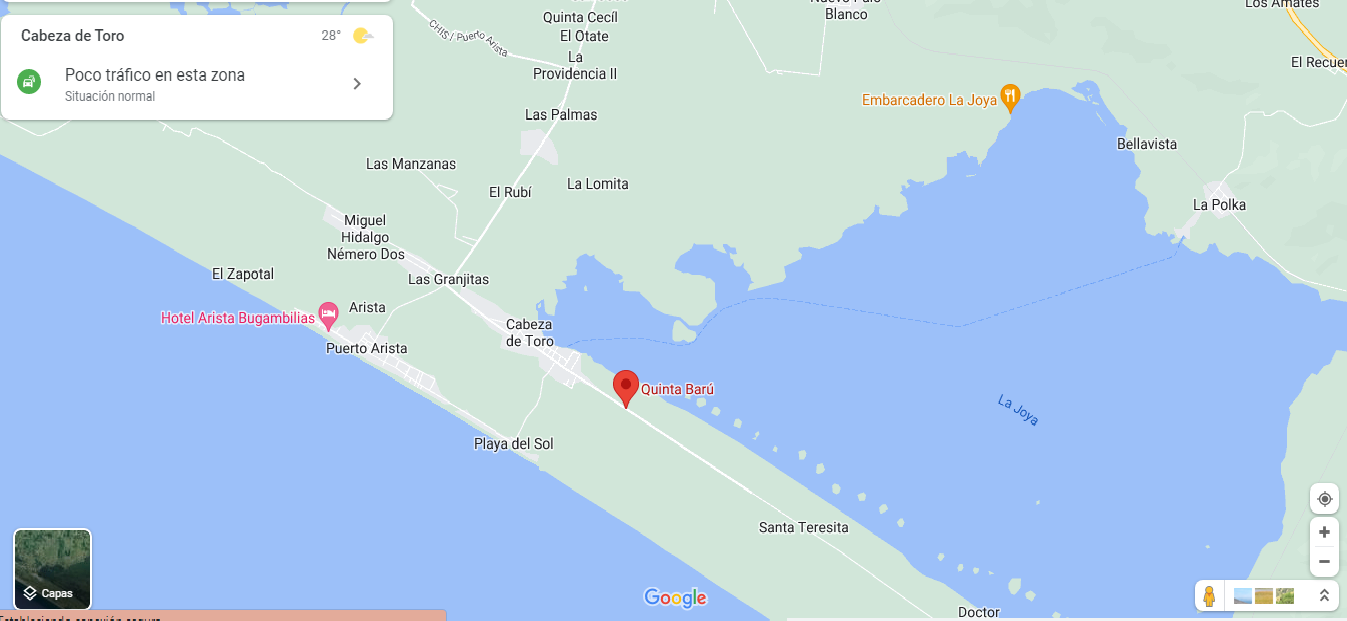 Cabeza de Toro
28°
Poco tráfico en esta zona
Situación normal
CHIS / Puerto Arista
Quinta Cecíl
El Otate
La
Providencia II
Blanco
Los Amates
El Recuer
Las Palmas
Embarcadero La Joya
Bellavista
Las Manzanas
El Rubí
La Lomita
La Polka
Miguel
Hidalgo
Némero Dos
El Zapotal
Las Granjitas
Arista
Hotel Arista Bugambilias
Puerto Arista
Cabeza
de Toro
Quinta Barú
La Joya
Playa del Sol
Santa Teresita
Doctor
Capas
Google